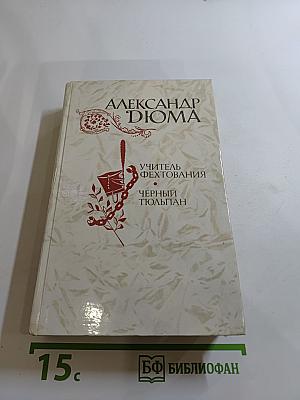 АЛЕКСАНДР
ДЮМА
УЧИТЕЛЬ
ФЕХТОВАНИЯ
•
ЧЕРНЫЙ
ТЮЛЬПАН
15с
БФ БИБЛИОФАН